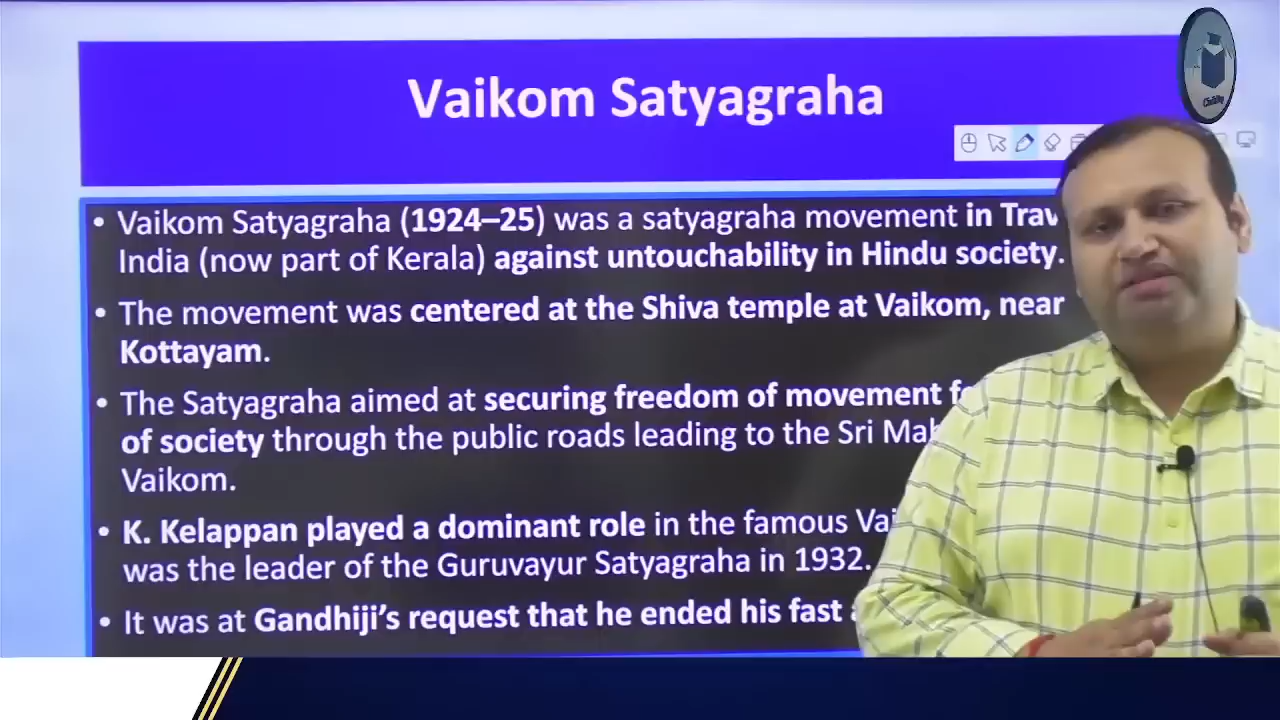 Vaikom Satyagraha
• Vaikom Satyagraha (1924–25) was a satyagraha movement in Trav
India (now part of Kerala) against untouchability in Hindu society.
• The movement was centered at the Shiva temple at Vaikom, near
Kottayam.
• The Satyagraha aimed at securing freedom of movement
of society through the public roads leading to the Sri
Vaikom.
• K. Kelappan played a dominant role in the famous
was the leader of the Guruvayur Satyagraha in 1932.
• It was at Gandhiji’s request that he ended his fast